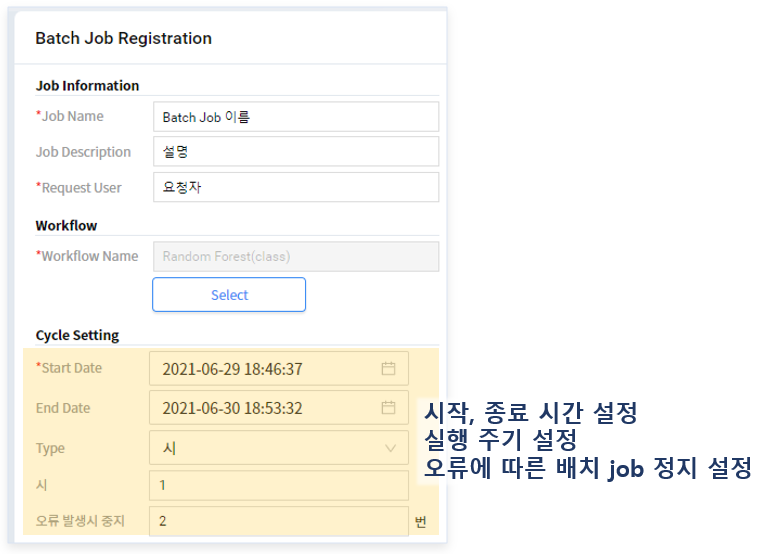 Batch Job Registration
Job Information
*Job Name Batch Job 이름
Job Description 설명
*Request User 요청자
Workflow
*Workflow Name Random Forest(class)
Select
Cycle Setting
*Start Date 2021-06-29 18:46:37
End Date 2021-06-30 18:53:32
시작, 종료 시간 설정
실행 주기 설정
Type 시
오류에 따른 배치 job 정지 설정
시 1
오류 발생시 중지 2 번